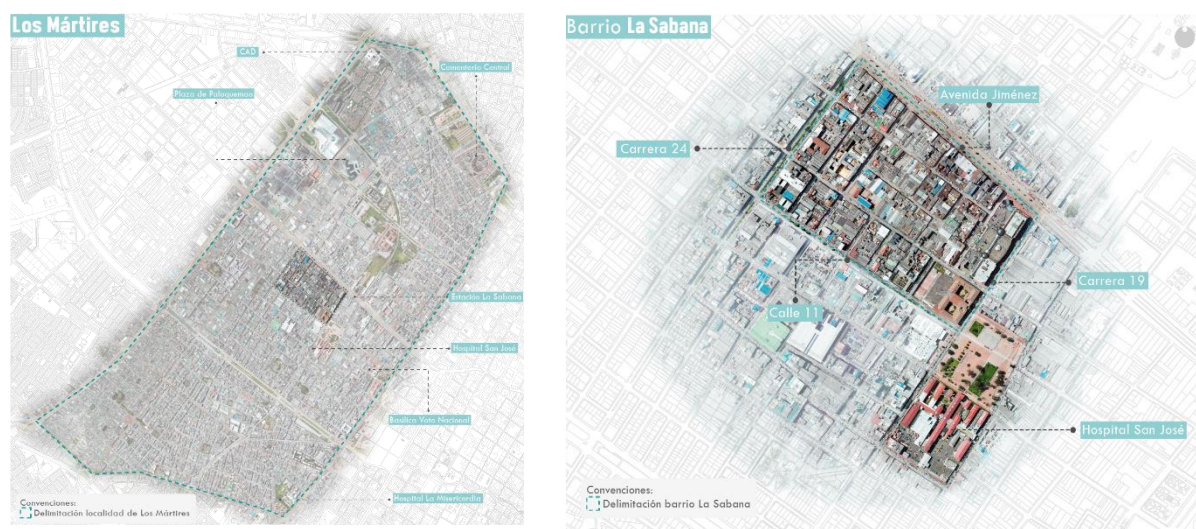 Los Mártires
CAD
Cementerio Central
Plaza de Paloquemao
Estación La Sabana
Hospital San José
Basílica Voto Nacional
Hospital La Misericordia
Convenciones:
Delimitación localidad de Los Mártires
Barrio La Sabana
Avenida Jiménez
Carrera 24
Carrera 19
Calle 11
Hospital San José
Convenciones:
Delimitación barrio La Sabana